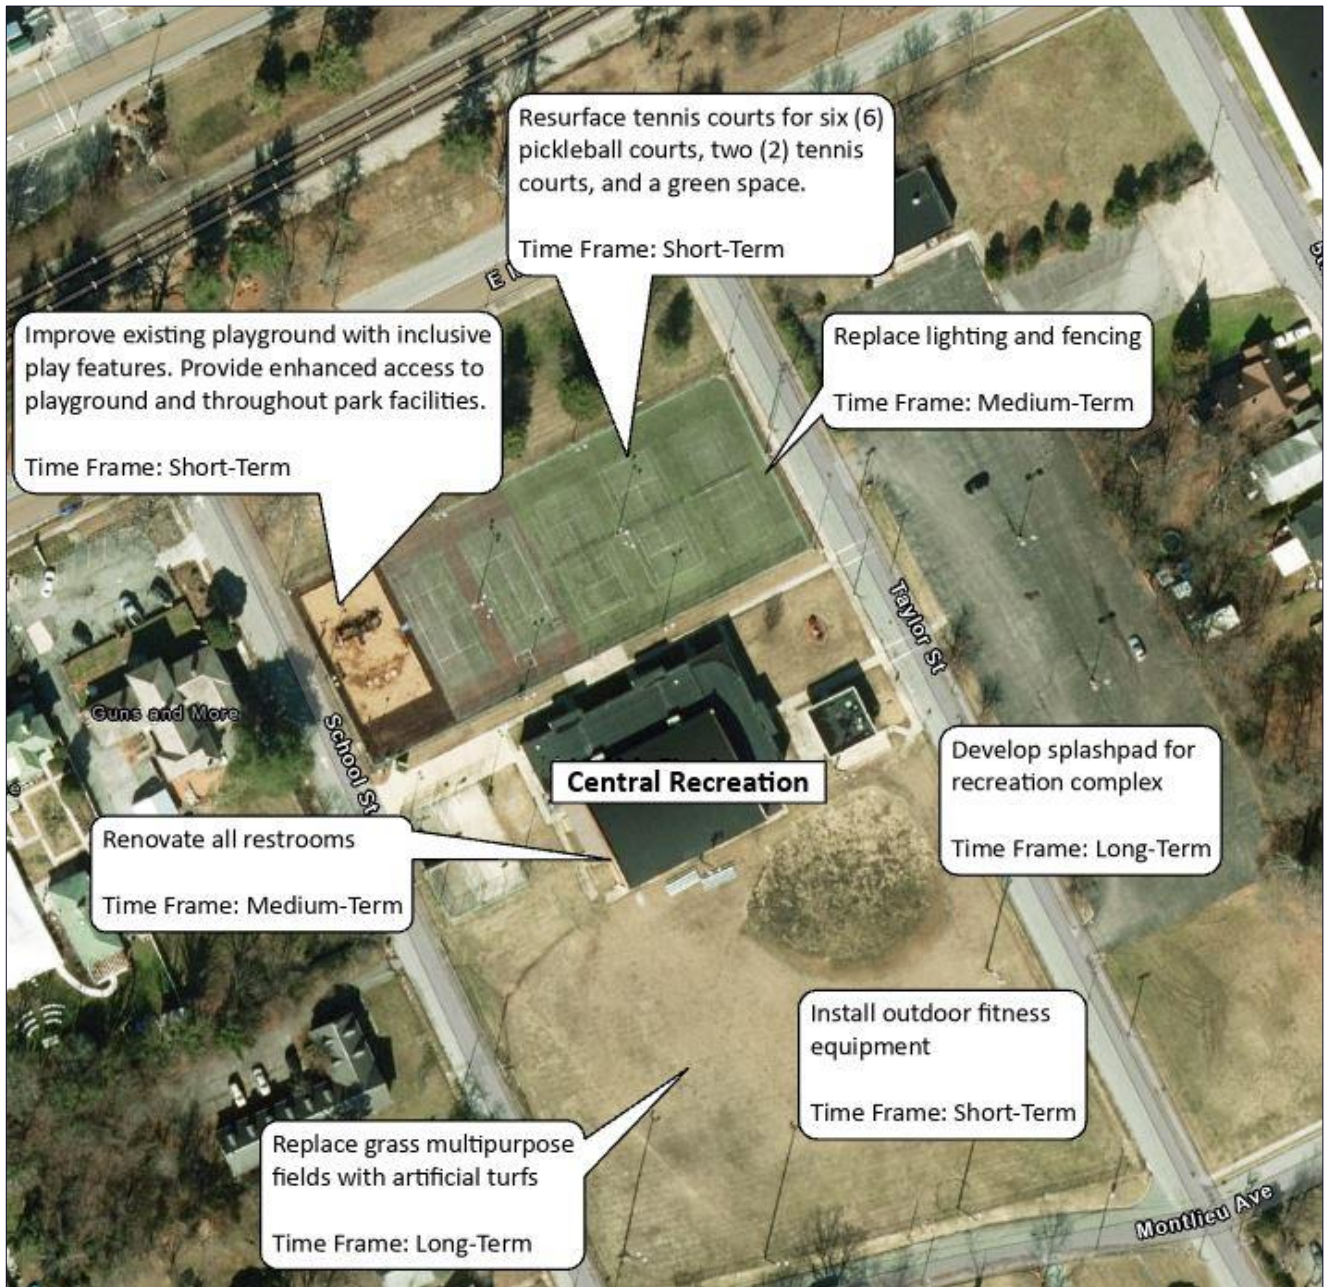 Resurface tennis courts for six (6)
pickleball courts, two (2) tennis
courts, and a green space.
Time Frame: Short-Term
Improve existing playground with inclusive
play features. Provide enhanced access to
playground and throughout park facilities.
Time Frame: Short-Term
Replace lighting and fencing
Time Frame: Medium-Term
Taylor St
Guns and More
School St
Central Recreation
Develop splashpad for
recreation complex
Time Frame: Long-Term
Renovate all restrooms
Time Frame: Medium-Term
Install outdoor fitness
equipment
Time Frame: Short-Term
Replace grass multipurpose
fields with artificial turfs
Time Frame: Long-Term
Montlieu Ave